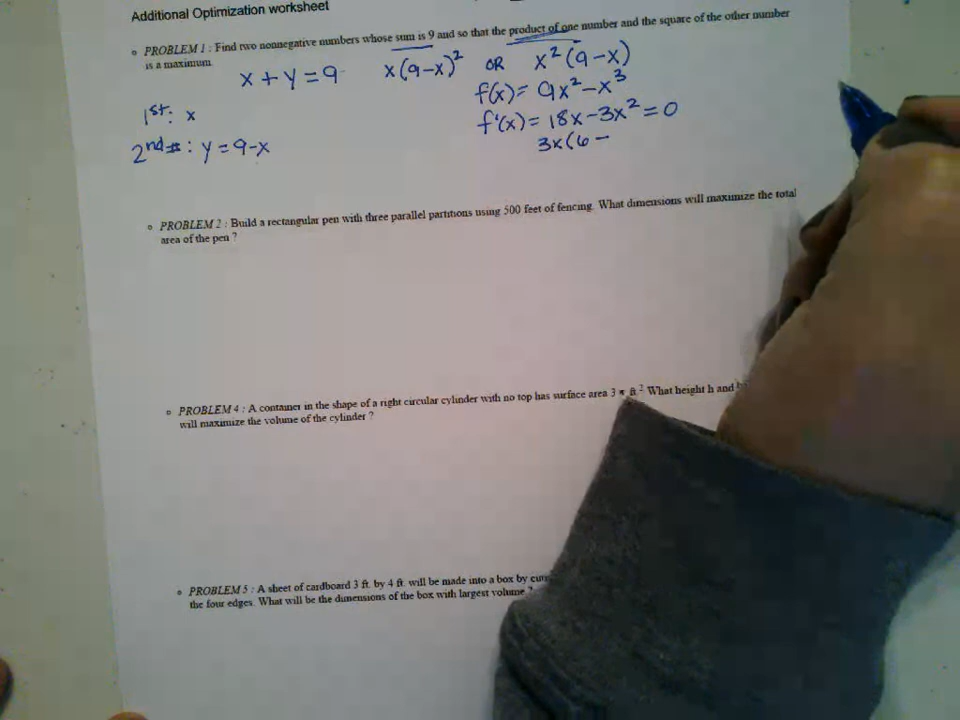 Additional Optimization worksheet
PROBLEM 1 : Find two nonnegative numbers whose sum is 9 and so that the product of one number and the square of the other number
is a maximum.
x + y = 9 x(9-x)² OR x²(9-x)
f(x) = 9x² - x³
1st: x
f'(x) = 18x - 3x² = 0
2nd #: y = 9-x
3x(6 -
PROBLEM 2 : Build a rectangular pen with three parallel partitions using 500 feet of fencing. What dimensions will maximize the total
area of the pen ?
PROBLEM 4 : A container in the shape of a right circular cylinder with no top has surface area 3 π ft.² What height h and
will maximize the volume of the cylinder ?
PROBLEM 5 : A sheet of cardboard 3 ft. by 4 ft. will be made into a box by
the four edges. What will be the dimensions of the box with largest volume